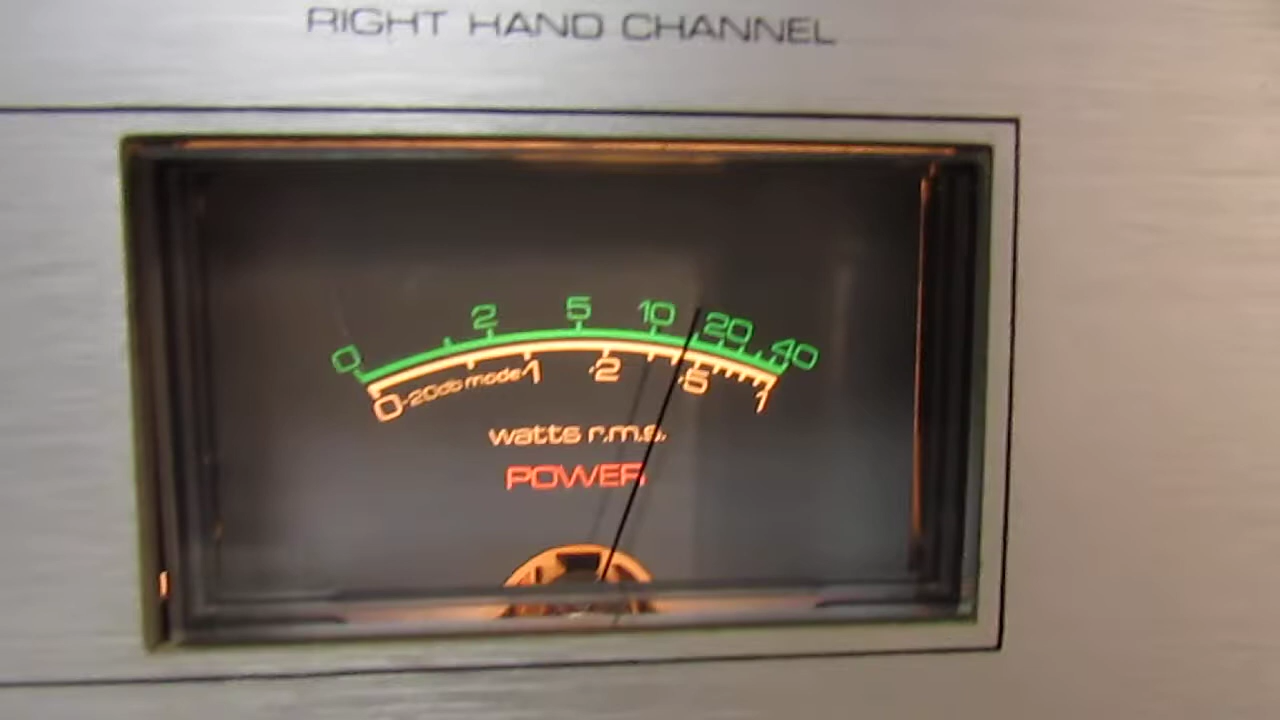 RIGHT HAND CHANNEL
0 2 5 10 20 40
0 -20db mode .1 .2 .5 1
watts r.m.s.
POWER